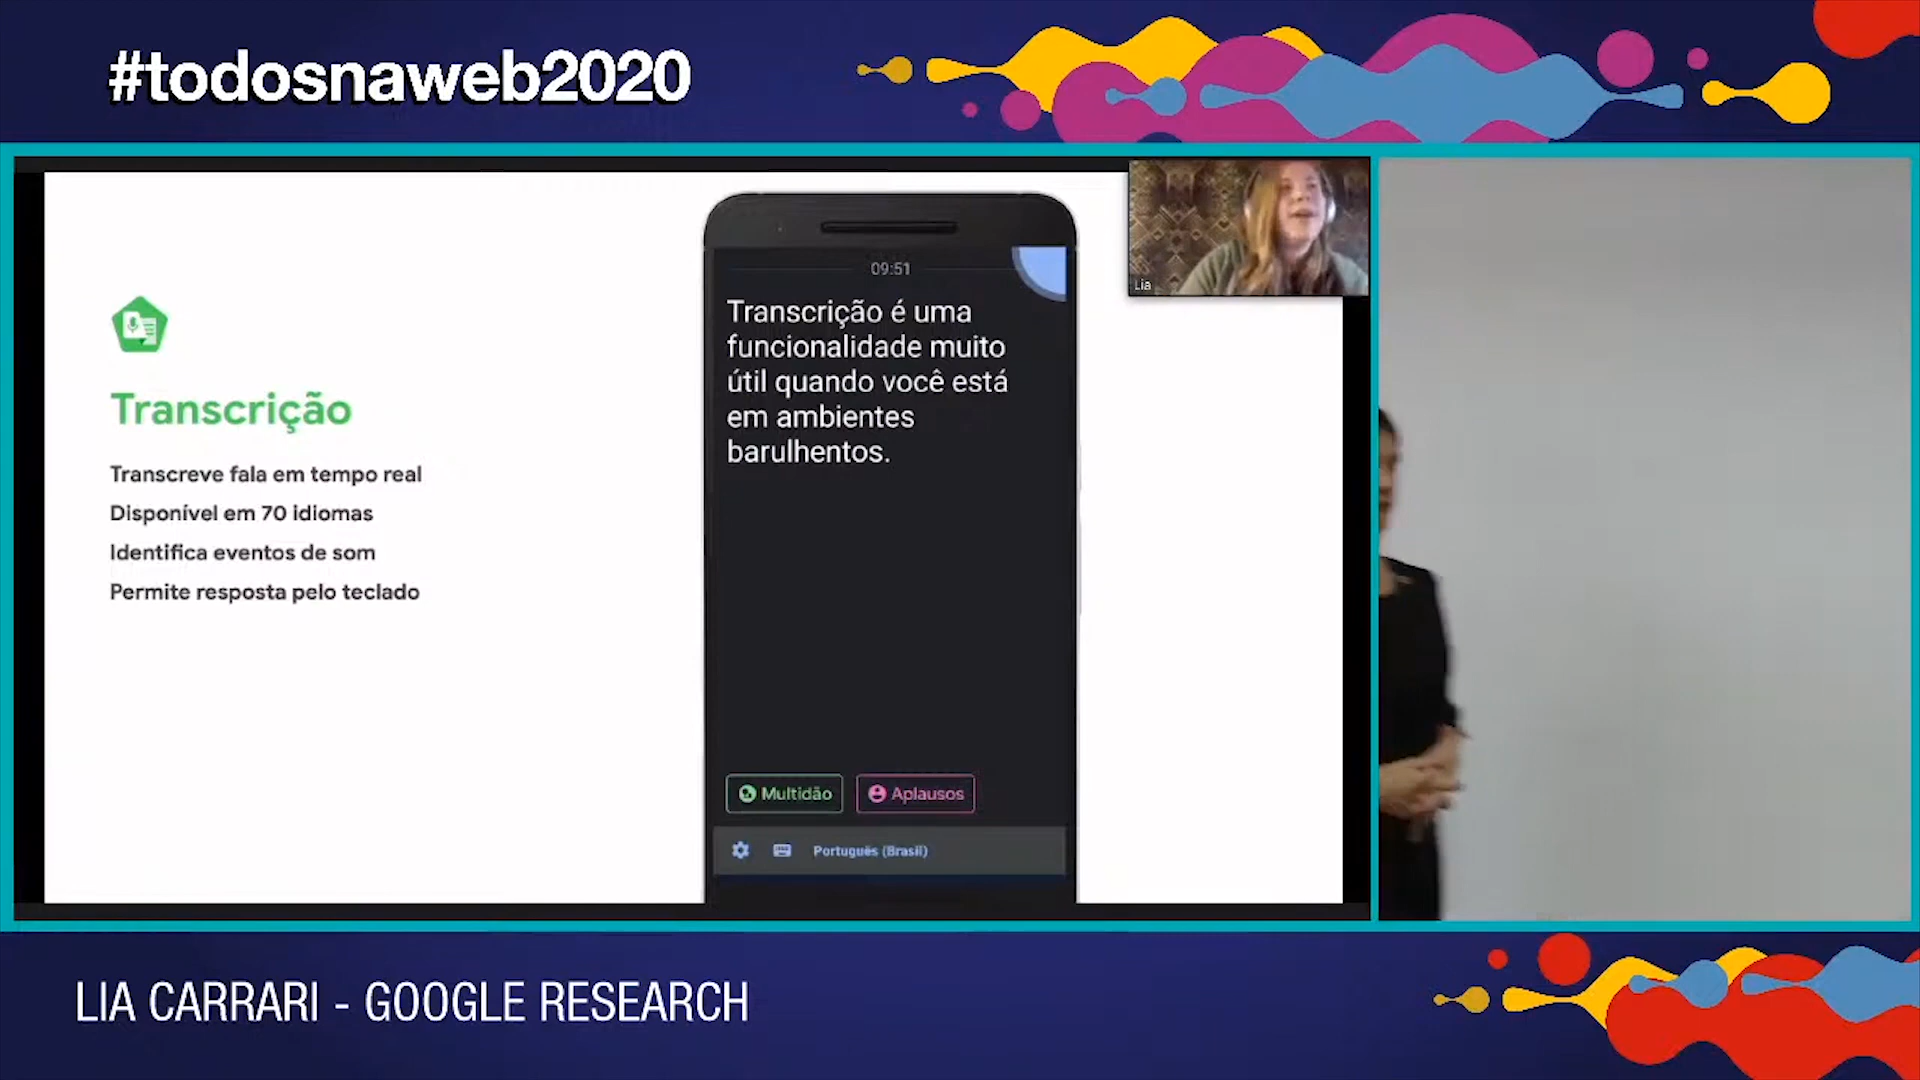 #todosnaweb2020
Transcrição
Transcreve fala em tempo real
Disponível em 70 idiomas
Identifica eventos de som
Permite resposta pelo teclado
09:51
Transcrição é uma
funcionalidade muito
útil quando você está
em ambientes
barulhentos.
Multidão
Aplausos
Português (Brasil)
Lia
LIA CARRARI - GOOGLE RESEARCH